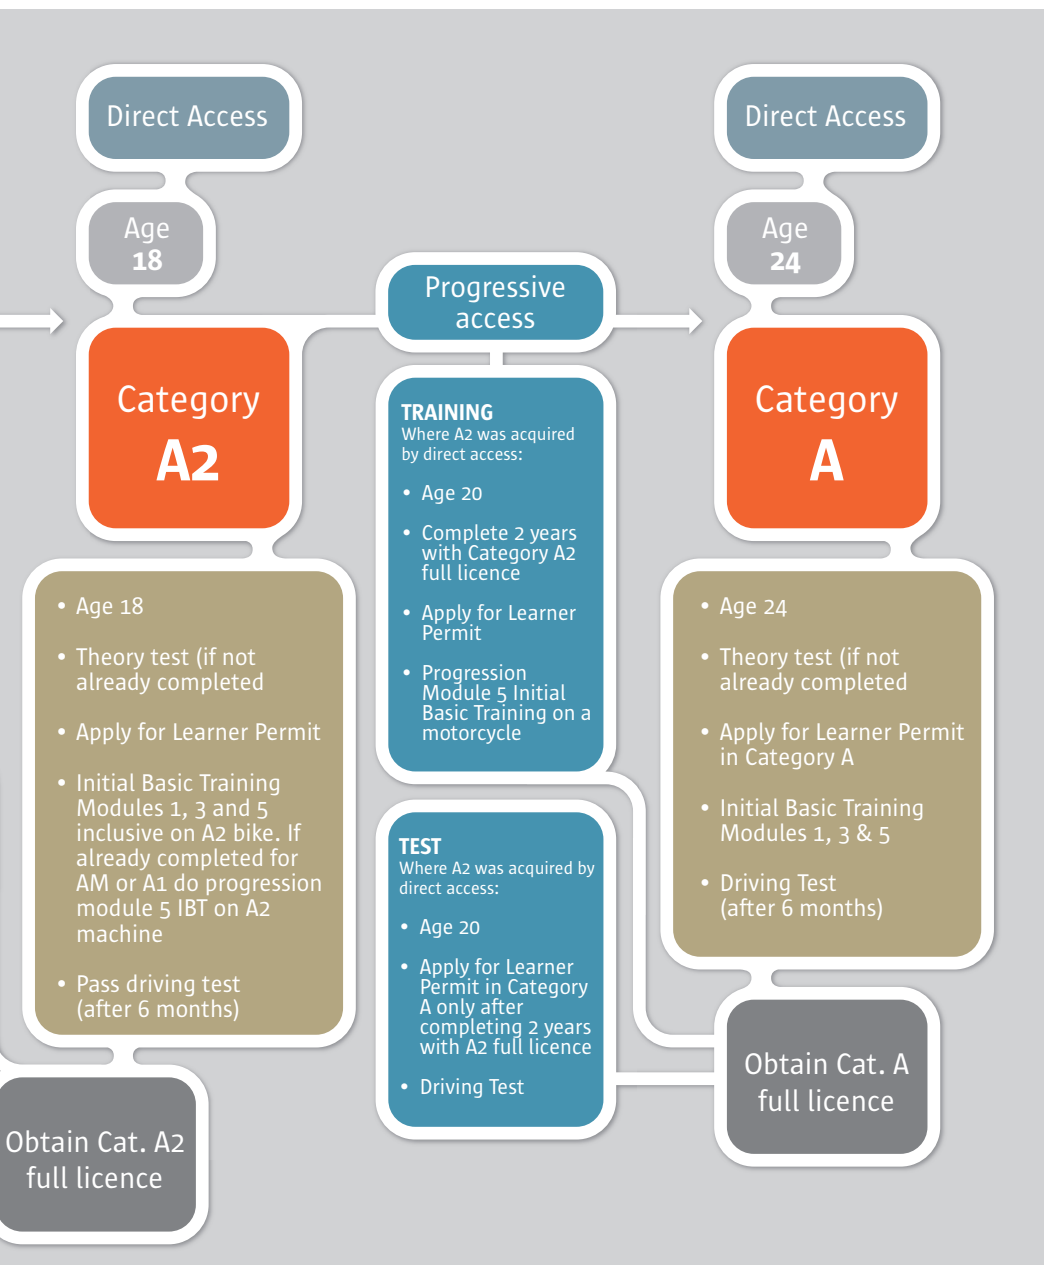 Direct Access
Age
18
Category
A2
• Age 18
• Theory test (if not
already completed
• Apply for Learner Permit
• Initial Basic Training
Modules 1, 3 and 5
inclusive on A2 bike. If
already completed for
AM or A1 do progression
module 5 IBT on A2
machine
• Pass driving test
(after 6 months)
Obtain Cat. A2
full licence
Progressive
access
TRAINING
Where A2 was acquired
by direct access:
• Age 20
• Complete 2 years
with Category A2
full licence
• Apply for Learner
Permit
• Progression
Module 5 Initial
Basic Training on a
motorcycle
TEST
Where A2 was acquired by
direct access:
• Age 20
• Apply for Learner
Permit in Category
A only after
completing 2 years
with A2 full licence
• Driving Test
Direct Access
Age
24
Category
A
• Age 24
• Theory test (if not
already completed
• Apply for Learner Permit
in Category A
• Initial Basic Training
Modules 1, 3 & 5
• Driving Test
(after 6 months)
Obtain Cat. A
full licence